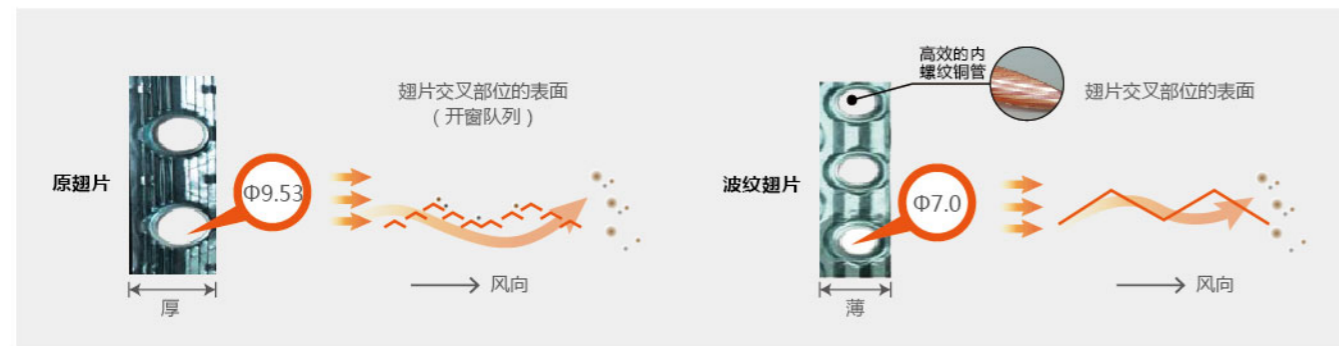 原翅片
Φ9.53
厚
翅片交叉部位的表面
（开窗队列）
风向
波纹翅片
高效的内
螺纹铜管
Φ7.0
薄
翅片交叉部位的表面
风向